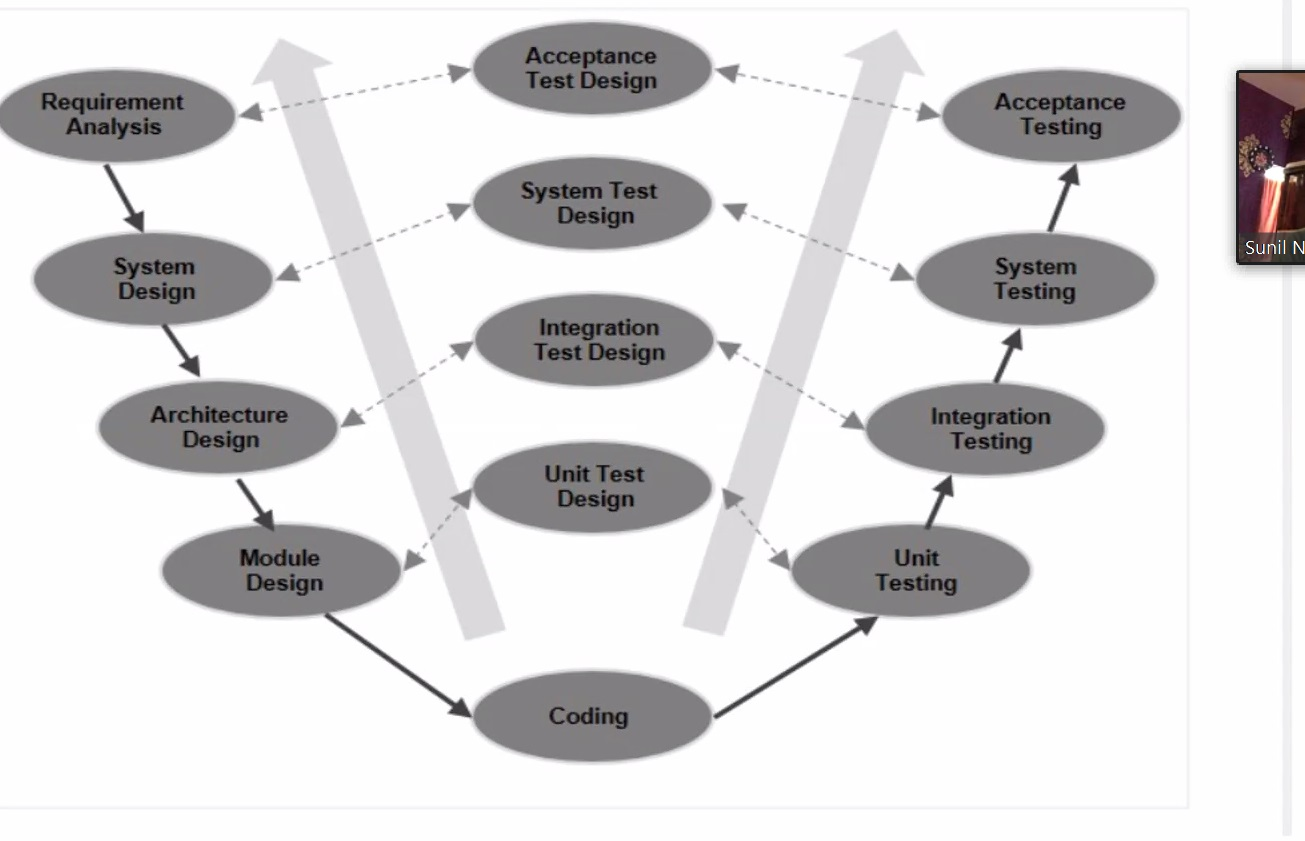 Acceptance
Test Design
Requirement
Analysis
Acceptance
Testing
System Test
Design
System
Design
System
Testing
Integration
Test Design
Architecture
Design
Integration
Testing
Unit Test
Design
Module
Design
Unit
Testing
Coding
Sunil N